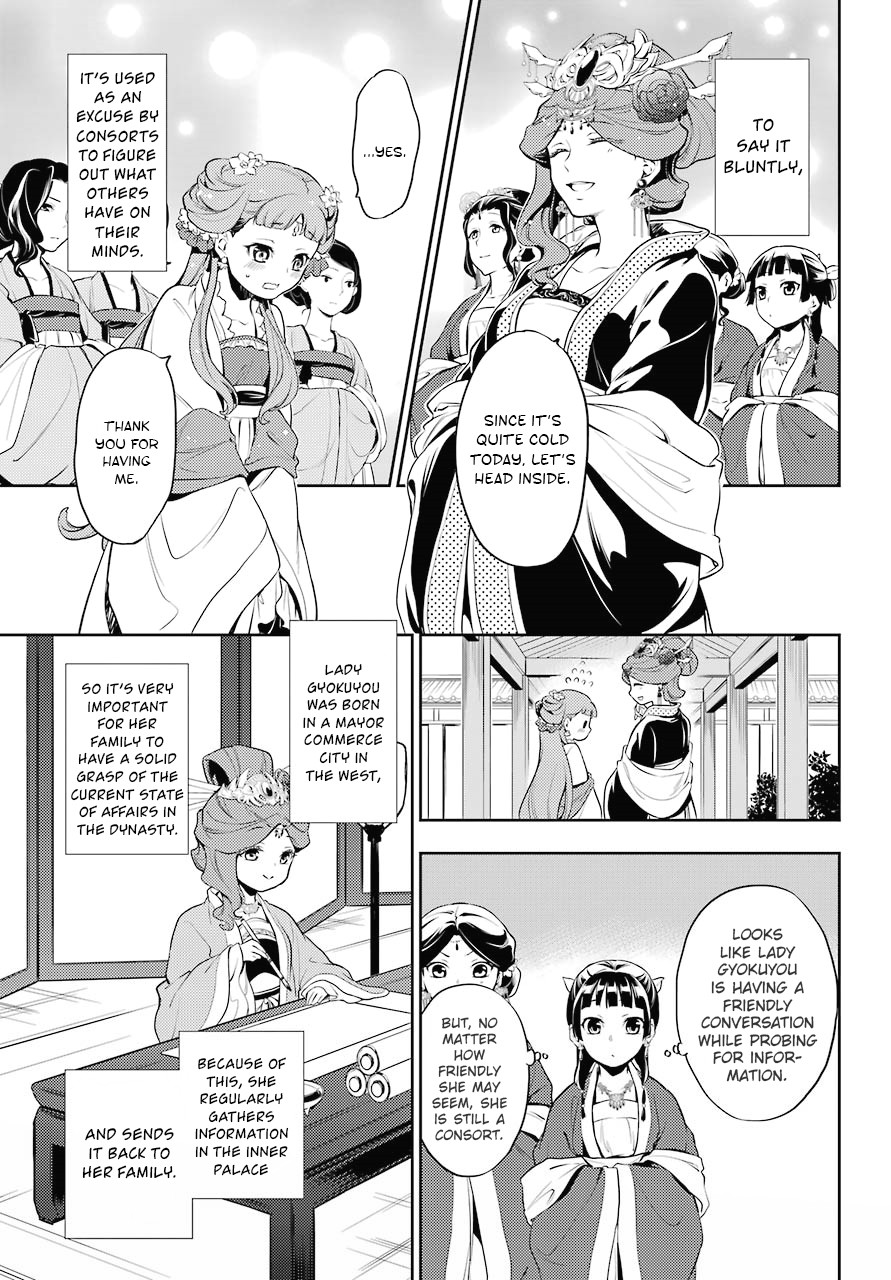 TO
SAY IT
BLUNTLY,
SINCE IT'S
QUITE COLD
TODAY, LET'S
HEAD INSIDE.
IT'S USED
AS AN
EXCUSE BY
CONSORTS
TO FIGURE
OUT WHAT
OTHERS
HAVE ON
THEIR
MINDS.
...YES.
THANK
YOU FOR
HAVING
ME.
LOOKS
LIKE LADY
GYOKUYOU
IS HAVING A
FRIENDLY
CONVERSATION
WHILE PROBING
FOR INFOR-
MATION.
BUT, NO
MATTER
HOW
FRIENDLY
SHE MAY
SEEM, SHE
IS STILL A
CONSORT.
LADY
GYOKUYOU
WAS BORN
IN A MAYOR
COMMERCE
CITY IN
THE WEST,
SO IT'S VERY
IMPORTANT
FOR HER
FAMILY TO
HAVE A SOLID
GRASP OF THE
CURRENT STATE
OF AFFAIRS IN
THE DYNASTY.
BECAUSE OF
THIS, SHE
REGULARLY
GATHERS
INFORMATION
IN THE INNER
PALACE
AND SENDS
IT BACK TO
HER FAMILY.